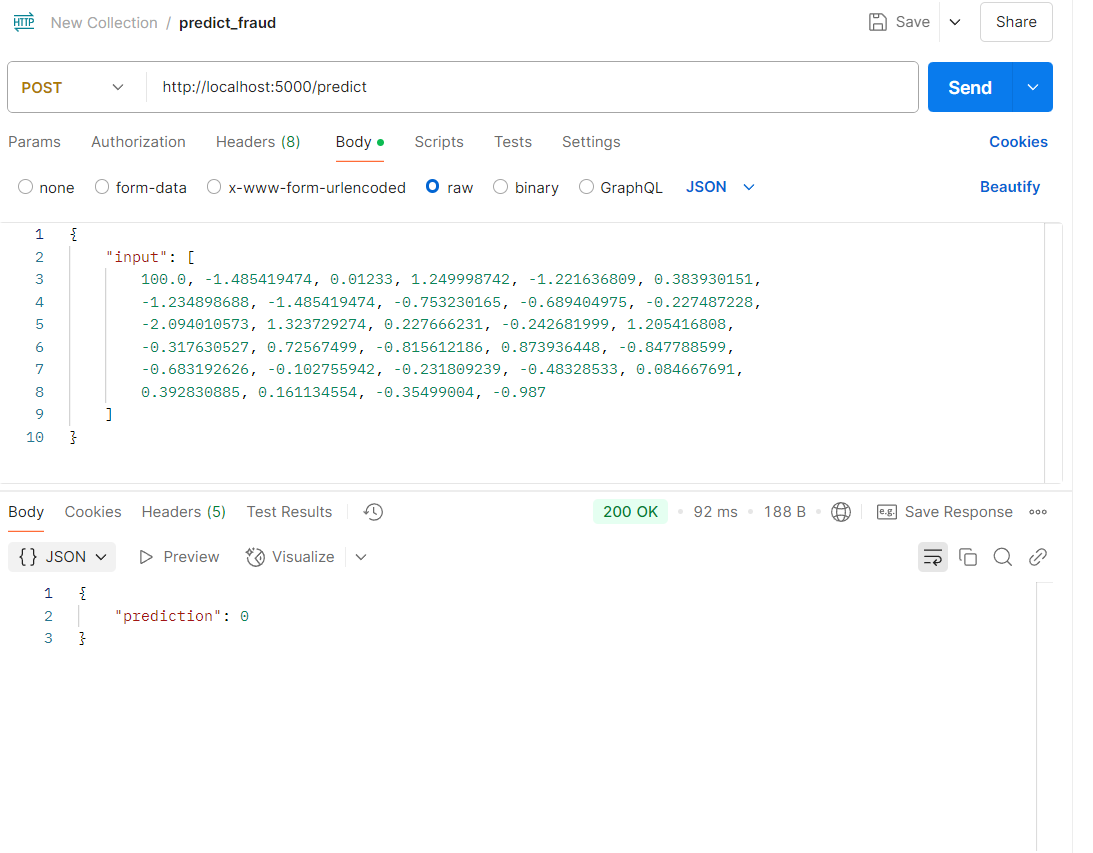 HTTP New Collection / predict_fraud Save Share
POST http://localhost:5000/predict Send
Params Authorization Headers (8) Body Scripts Tests Settings Cookies
none form-data x-www-form-urlencoded raw binary GraphQL JSON Beautify
1 {
2 "input": [
3 100.0, -1.485419474, 0.01233, 1.249998742, -1.221636809, 0.383930151,
4 -1.234898688, -1.485419474, -0.753230165, -0.689404975, -0.227487228,
5 -2.094010573, 1.323729274, 0.227666231, -0.242681999, 1.205416808,
6 -0.317630527, 0.72567499, -0.815612186, 0.873936448, -0.847788599,
7 -0.683192626, -0.102755942, -0.231809239, -0.48328533, 0.084667691,
8 0.392830885, 0.161134554, -0.35499004, -0.987
9 ]
10 }
Body Cookies Headers (5) Test Results 200 OK • 92 ms • 188 B • e.g. Save Response
{} JSON Preview Visualize
1 {
2 "prediction": 0
3 }